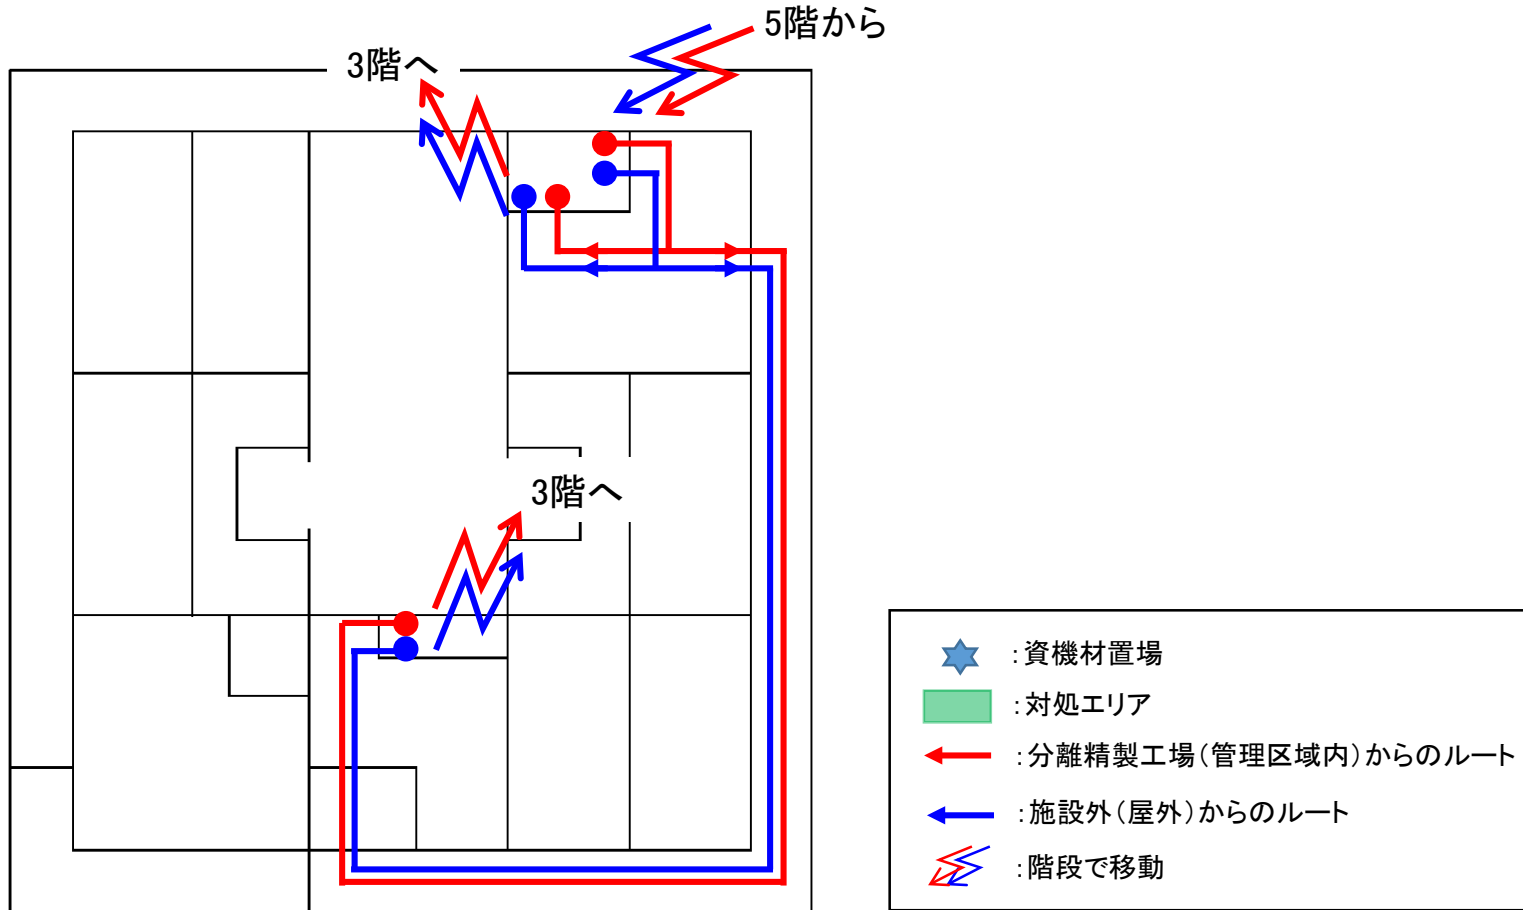 5階から
3階へ
3階へ
：資機材置場
：対処エリア
：分離精製工場（管理区域内）からのルート
：施設外（屋外）からのルート
：階段で移動